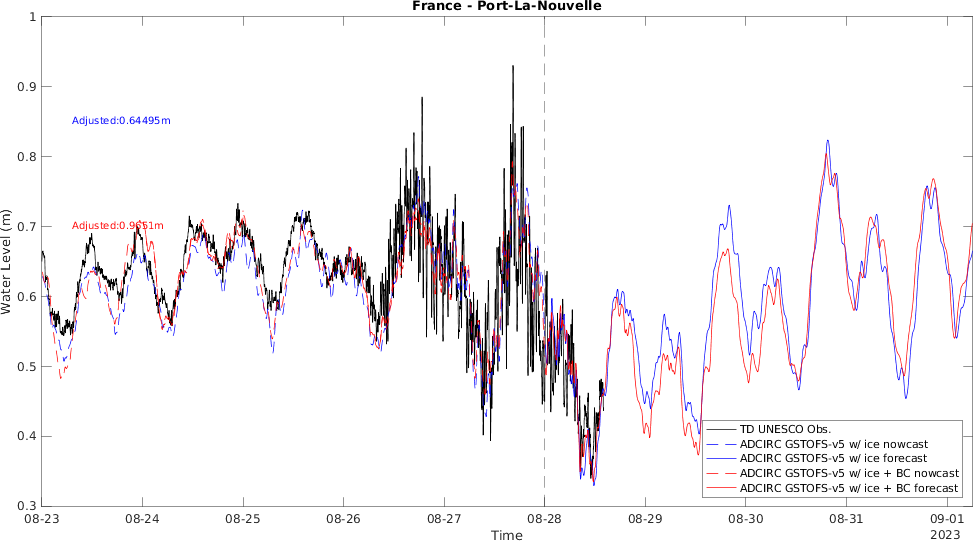 France - Port-La-Nouvelle
Water Level (m)
1
0.9
0.8
0.7
0.6
0.5
0.4
0.3
Adjusted:0.64495m
Adjusted:0.9651m
TD UNESCO Obs.
ADCIRC GSTOFS-v5 w/ ice nowcast
ADCIRC GSTOFS-v5 w/ ice forecast
ADCIRC GSTOFS-v5 w/ ice + BC nowcast
ADCIRC GSTOFS-v5 w/ ice + BC forecast
08-23 08-24 08-25 08-26 08-27 08-28 08-29 08-30 08-31 09-01
2023
Time